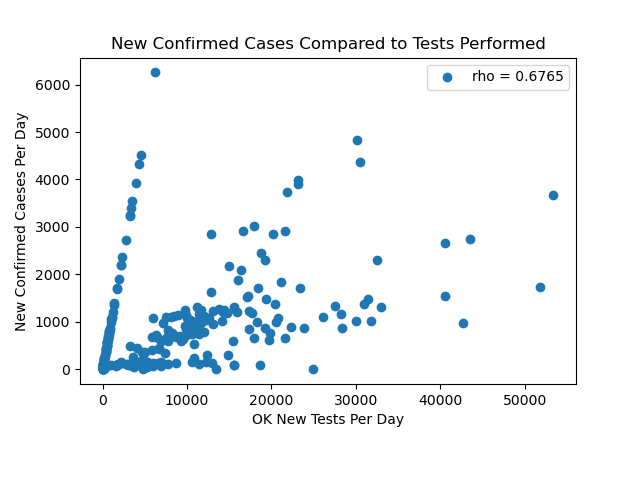 New Confirmed Cases Compared to Tests Performed
rho = 0.6765
6000
5000
4000
3000
2000
1000
0
New Confirmed Caeses Per Day
0 10000 20000 30000 40000 50000
OK New Tests Per Day